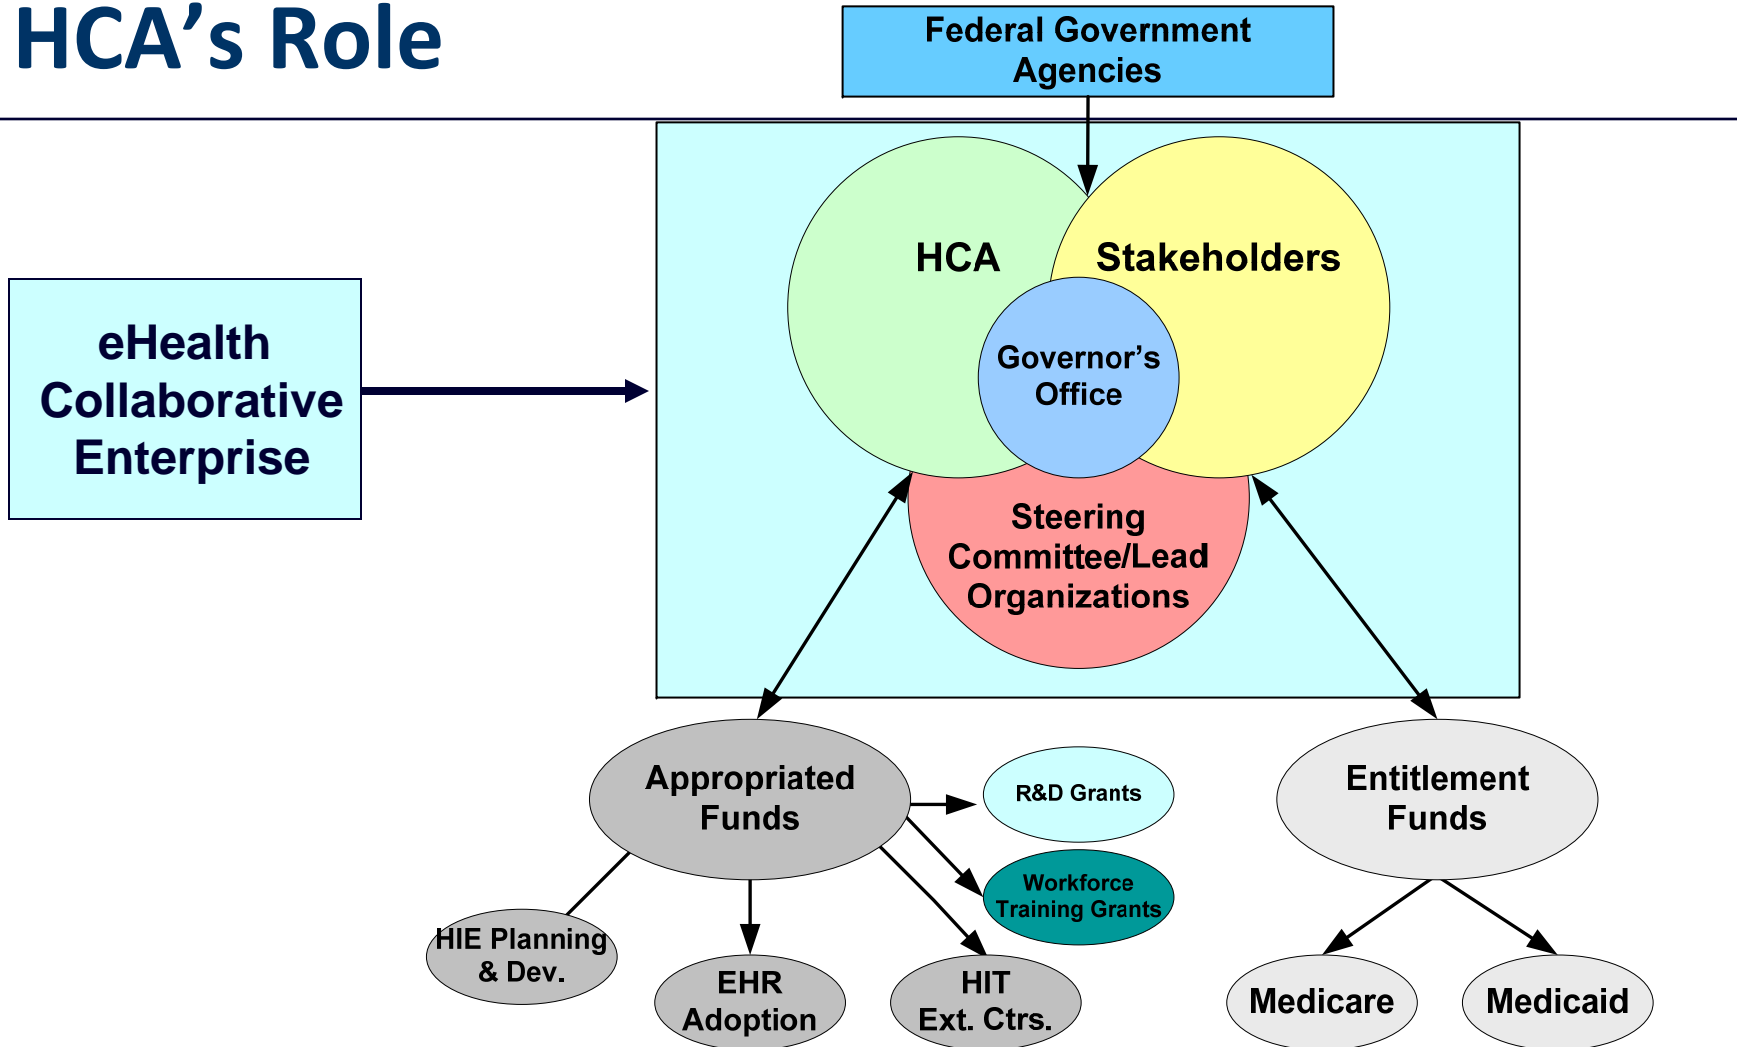 HCA's Role
Federal Government
Agencies
HCA
Stakeholders
eHealth
Collaborative
Enterprise
Governor's
Office
Steering
Committee/Lead
Organizations
Appropriated
Funds
R&D Grants
Entitlement
Funds
Workforce
Training Grants
HIE Planning
& Dev.
EHR
Adoption
HIT
Ext. Ctrs.
Medicare
Medicaid